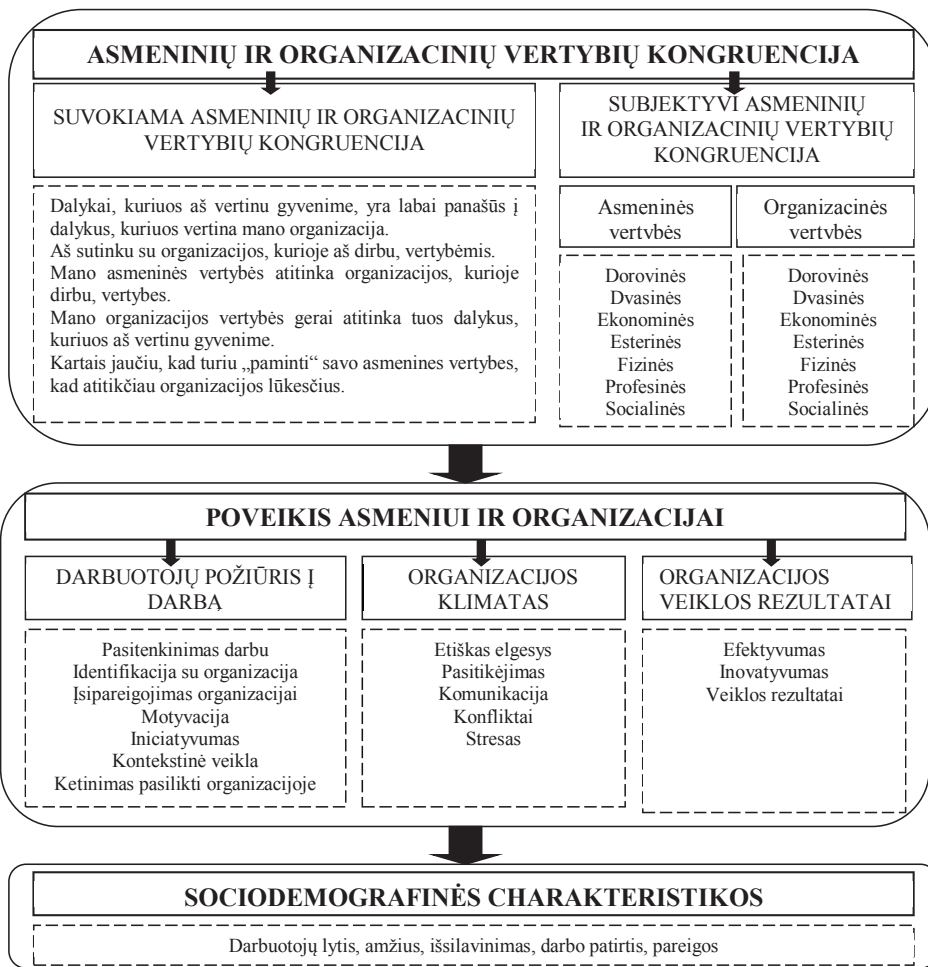 ASMENINIŲ IR ORGANIZACINIŲ VERTYBIŲ KONGRUENCIJA
SUVOKIAMA ASMENINIŲ IR ORGANIZACINIŲ
VERTYBIŲ KONGRUENCIJA
Dalykai, kuriuos aš vertinu gyvenime, yra labai panašūs į
dalykus, kuriuos vertina mano organizacija.
Aš sutinku su organizacijos, kurioje aš dirbu, vertybėmis.
Mano asmeninės vertybės atitinka organizacijos, kurioje
dirbu, vertybes.
Mano organizacijos vertybės gerai atitinka tuos dalykus,
kuriuos aš vertinu gyvenime.
Kartais jaučiu, kad turiu „paminti“ savo asmenines vertybes,
kad atitikčiau organizacijos lūkesčius.
SUBJEKTYVI ASMENINIŲ
IR ORGANIZACINIŲ VERTYBIŲ
KONGRUENCIJA
Asmeninės
vertybės
Dorovinės
Dvasinės
Ekonominės
Esterinės
Fizinės
Profesinės
Socialinės
Organizacinės
vertybės
Dorovinės
Dvasinės
Ekonominės
Esterinės
Fizinės
Profesinės
Socialinės
POVEIKIS ASMENIUI IR ORGANIZACIJAI
DARBUOTOJŲ POŽIŪRIS Į
DARBĄ
Pasitenkinimas darbu
Identifikacija su organizacija
Įsipareigojimas organizacijai
Motyvacija
Iniciatyvumas
Kontekstinė veikla
Ketinimas pasilikti organizacijoje
ORGANIZACIJOS
KLIMATAS
Etiškas elgesys
Pasitikėjimas
Komunikacija
Konfliktai
Stresas
ORGANIZACIJOS
VEIKLOS REZULTATAI
Efektyvumas
Inovatyvumas
Veiklos rezultatai
SOCIODEMOGRAFINĖS CHARAKTERISTIKOS
Darbuotojų lytis, amžius, išsilavinimas, darbo patirtis, pareigos